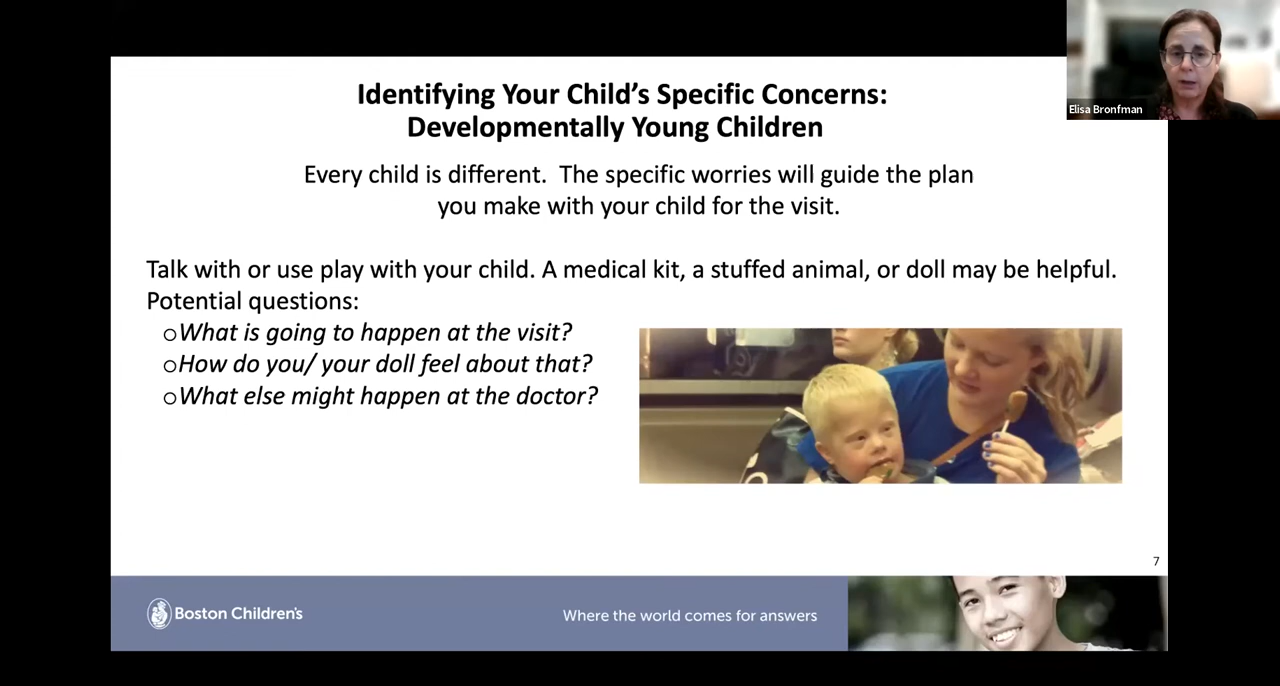 Elisa Bronfman
Identifying Your Child's Specific Concerns:
Developmentally Young Children
Every child is different.  The specific worries will guide the plan
you make with your child for the visit.
Talk with or use play with your child. A medical kit, a stuffed animal, or doll may be helpful.
Potential questions:
oWhat is going to happen at the visit?
oHow do you/ your doll feel about that?
oWhat else might happen at the doctor?
7
Boston Children's
Where the world comes for answers